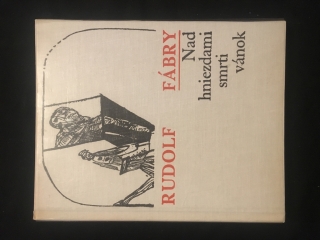 RUDOLF FÁBRY
Nad
hniezdami
smrti
vánok